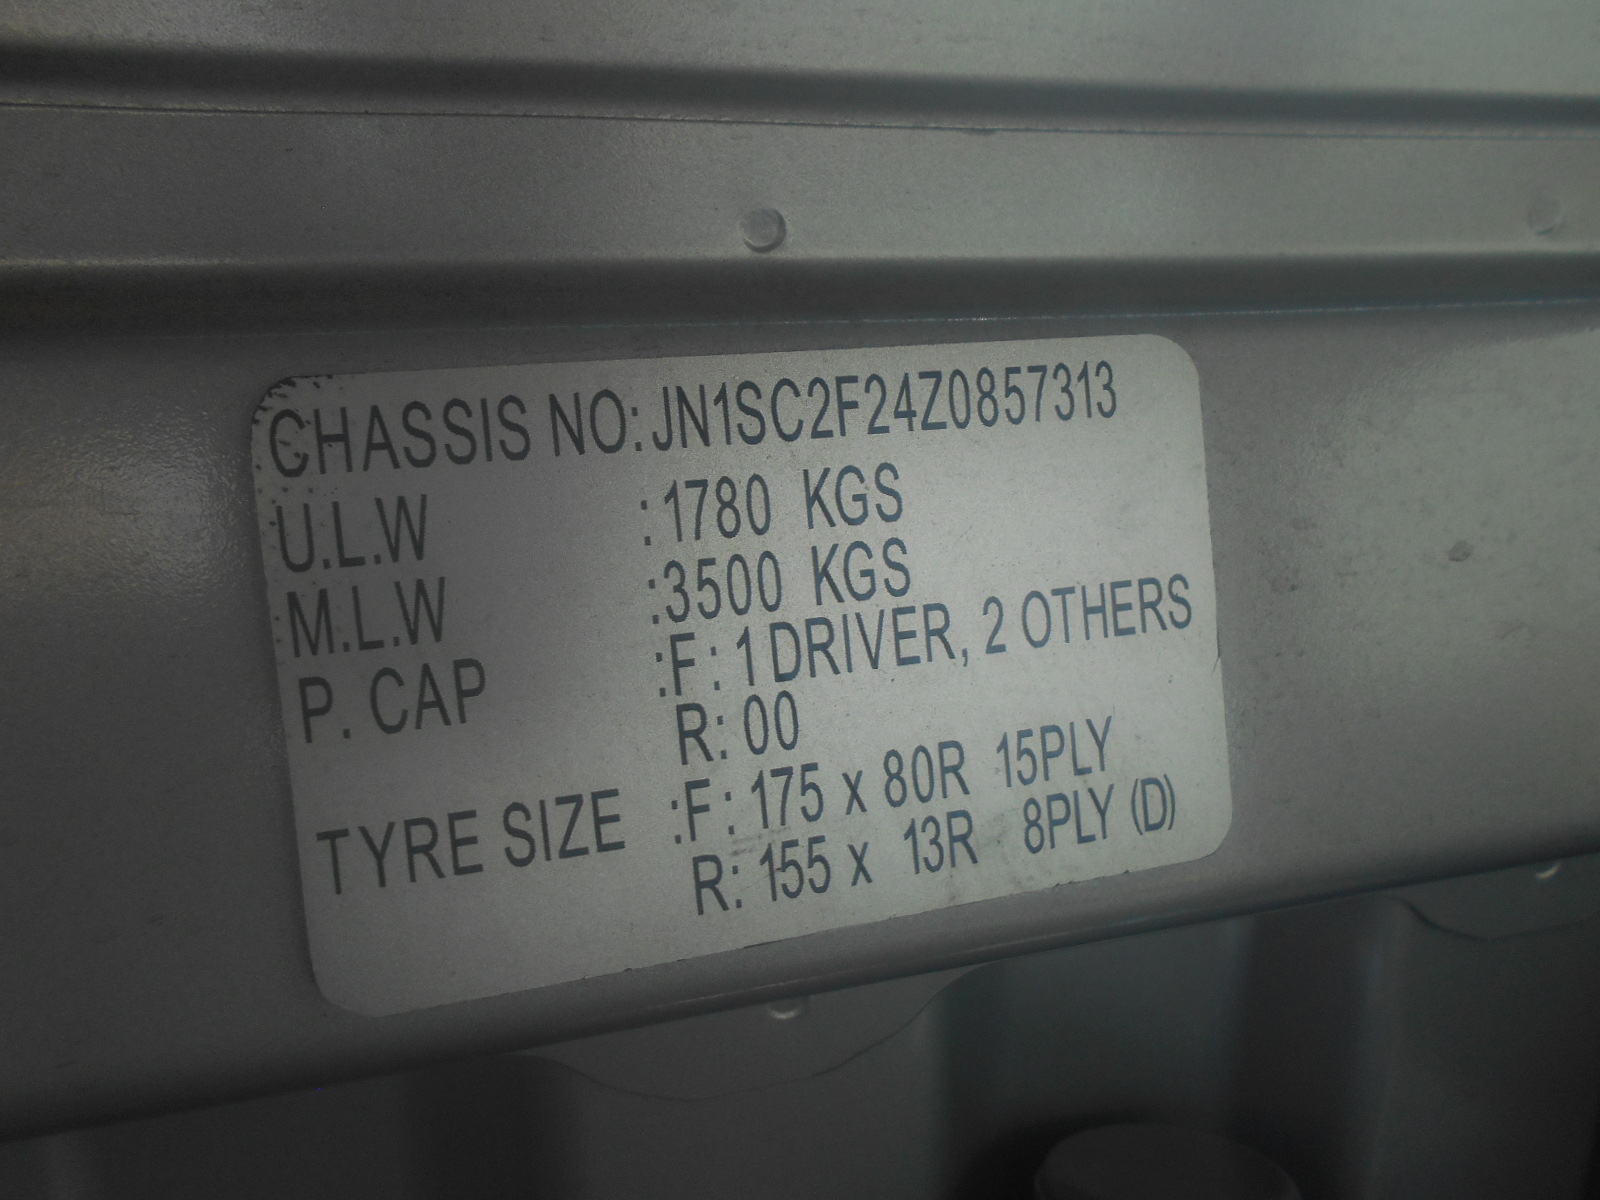 CHASSIS NO: JN1SC2F24Z0857313
U.L.W : 1780 KGS
M.L.W : 3500 KGS
P. CAP : F : 1 DRIVER, 2 OTHERS
R : 00
TYRE SIZE : F : 175 x 80R 15PLY
R : 155 x 13R 8PLY (D)